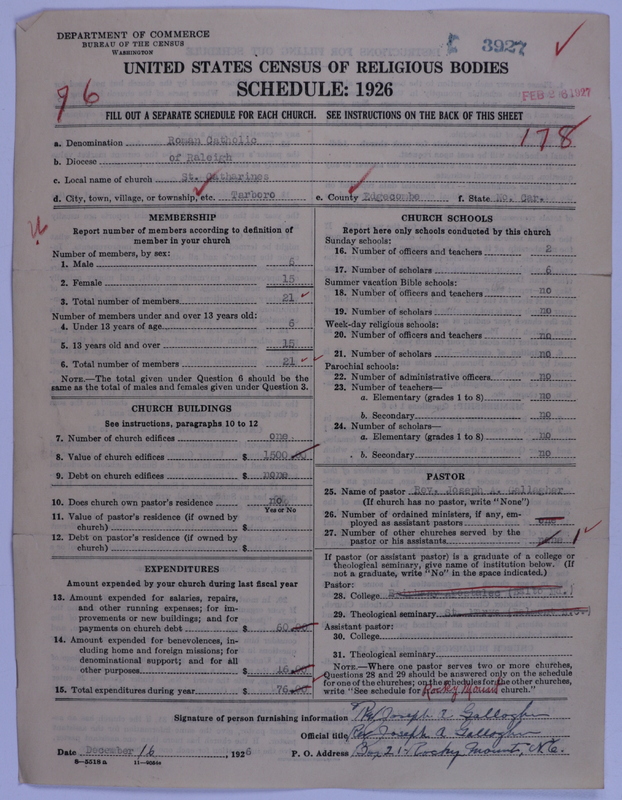 DEPARTMENT OF COMMERCE
BUREAU OF THE CENSUS
WASHINGTON
3927
UNITED STATES CENSUS OF RELIGIOUS BODIES
SCHEDULE: 1926
96
FEB 1927
FILL OUT A SEPARATE SCHEDULE FOR EACH CHURCH. SEE INSTRUCTIONS ON THE BACK OF THIS SHEET
178
a. Denomination Roman Catholic
b. Diocese of Raleigh
c. Local name of church St. Catharines
d. City, town, village, or township, etc. Tarboro e. County Edgecombe f. State No. Car.
MEMBERSHIP
Report number of members according to definition of
member in your church
Number of members, by sex:
1. Male 6
2. Female 15
3. Total number of members 21
Number of members under and over 13 years old:
4. Under 13 years of age 6
5. 13 years old and over 15
6. Total number of members 21
NOTE.—The total given under Question 6 should be the
same as the total of males and females given under Question 3.
CHURCH BUILDINGS
See instructions, paragraphs 10 to 12
7. Number of church edifices one
8. Value of church edifices $ 1500.00
9. Debt on church edifices $ none
10. Does church own pastor's residence no
Yes or No
11. Value of pastor's residence (if owned by
church) $
12. Debt on pastor's residence (if owned by
church) $
EXPENDITURES
Amount expended by your church during last fiscal year
13. Amount expended for salaries, repairs,
and other running expenses; for im-
provements or new buildings; and for
payments on church debt $ 60.00
14. Amount expended for benevolences, in-
cluding home and foreign missions; for
denominational support; and for all
other purposes $ 16.00
15. Total expenditures during year $ 76.00
CHURCH SCHOOLS
Report here only schools conducted by this church
Sunday schools:
16. Number of officers and teachers 2
17. Number of scholars 6
Summer vacation Bible schools:
18. Number of officers and teachers no
19. Number of scholars no
Week-day religious schools:
20. Number of officers and teachers no
21. Number of scholars no
Parochial schools:
22. Number of administrative officers no
23. Number of teachers—
a. Elementary (grades 1 to 8) no
b. Secondary no
24. Number of scholars—
a. Elementary (grades 1 to 8) no
b. Secondary no
PASTOR
25. Name of pastor Rev. Joseph A. Gallagher
(If church has no pastor, write "None")
26. Number of ordained ministers, if any, em-
ployed as assistant pastors one
27. Number of other churches served by the
pastor or his assistants 1
If pastor (or assistant pastor) is a graduate of a college or
theological seminary, give name of institution below. (If
not a graduate, write "No" in the space indicated.)
Pastor:
28. College
29. Theological seminary
Assistant pastor:
30. College
31. Theological seminary
NOTE.—Where one pastor serves two or more churches,
Questions 28 and 29 should be answered only on the schedule
for one of the churches; on the schedules for the other churches,
write "See schedule for Rocky Mount church."
Signature of person furnishing information Rev Joseph A. Gallagher
Official title Rev Joseph A. Gallagher
Date December 16, 1926 P. O. Address Box 217 Rocky Mount, N.C.
8—5518a 11—9054